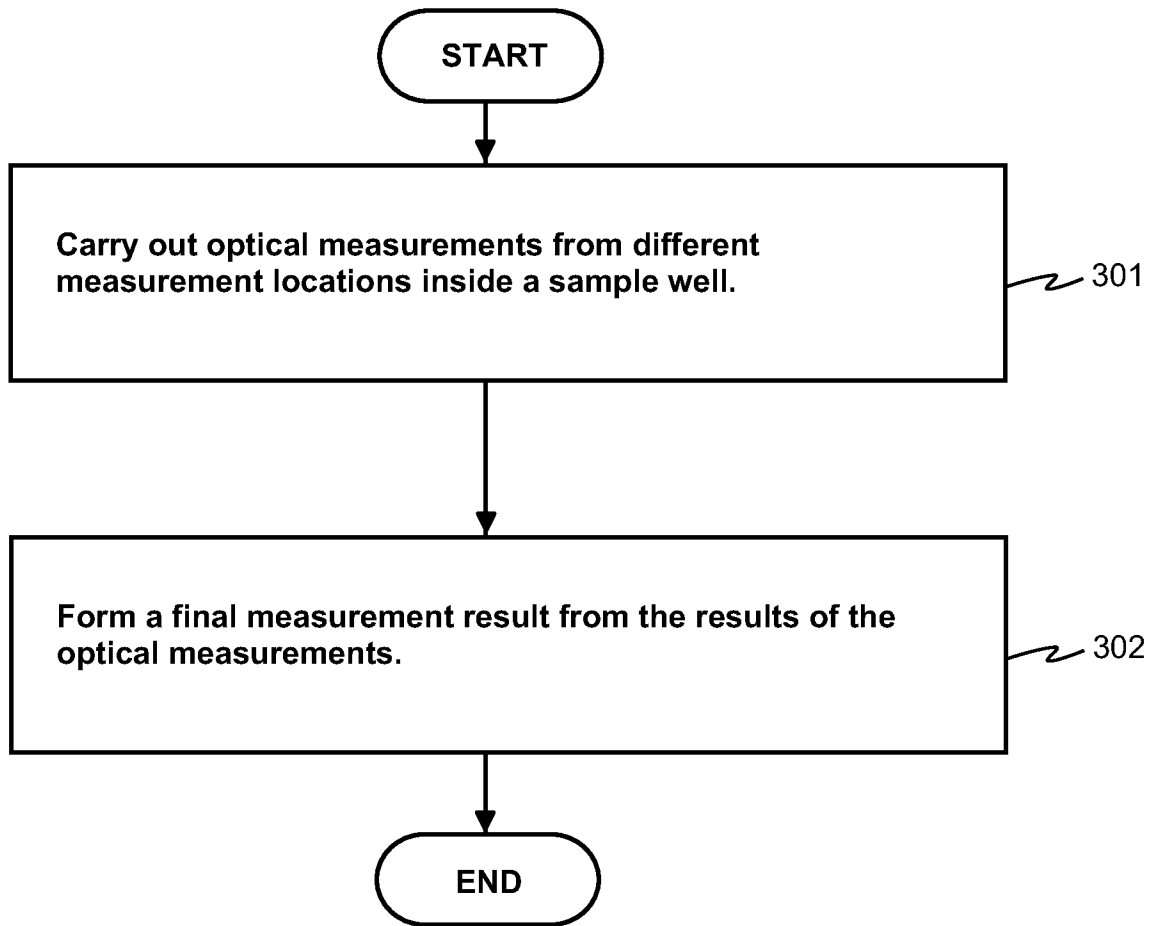 START
Carry out optical measurements from different
measurement locations inside a sample well.
301
Form a final measurement result from the results of the
optical measurements.
302
END